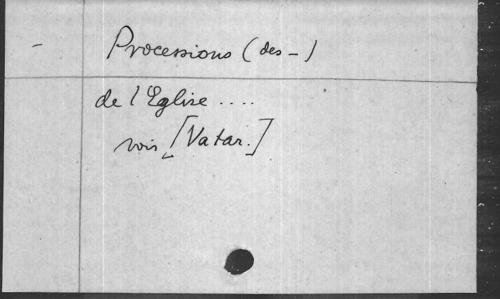 - Processions (des -)
de l'Eglise ....
voir [Vatar.]